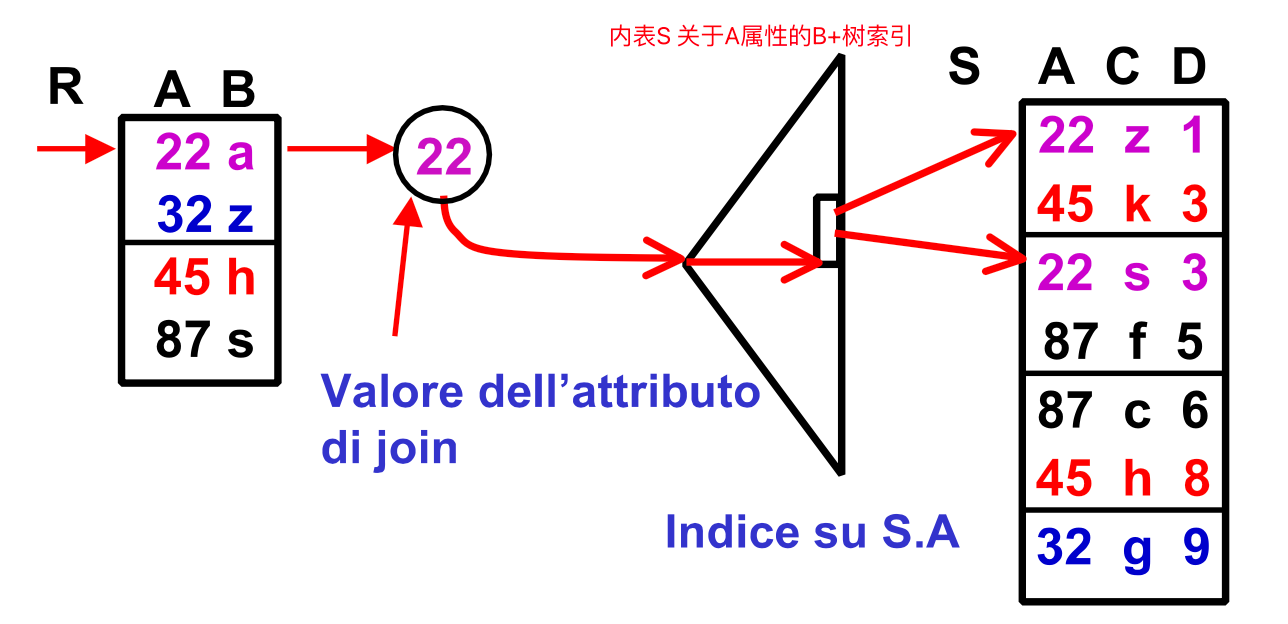 内表S 关于A属性的B+树索引
R
A B
22 a
32 z
45 h
87 s
22
Valore dell’attributo
di join
Indice su S.A
S
A C D
22 z 1
45 k 3
22 s 3
87 f 5
87 c 6
45 h 8
32 g 9